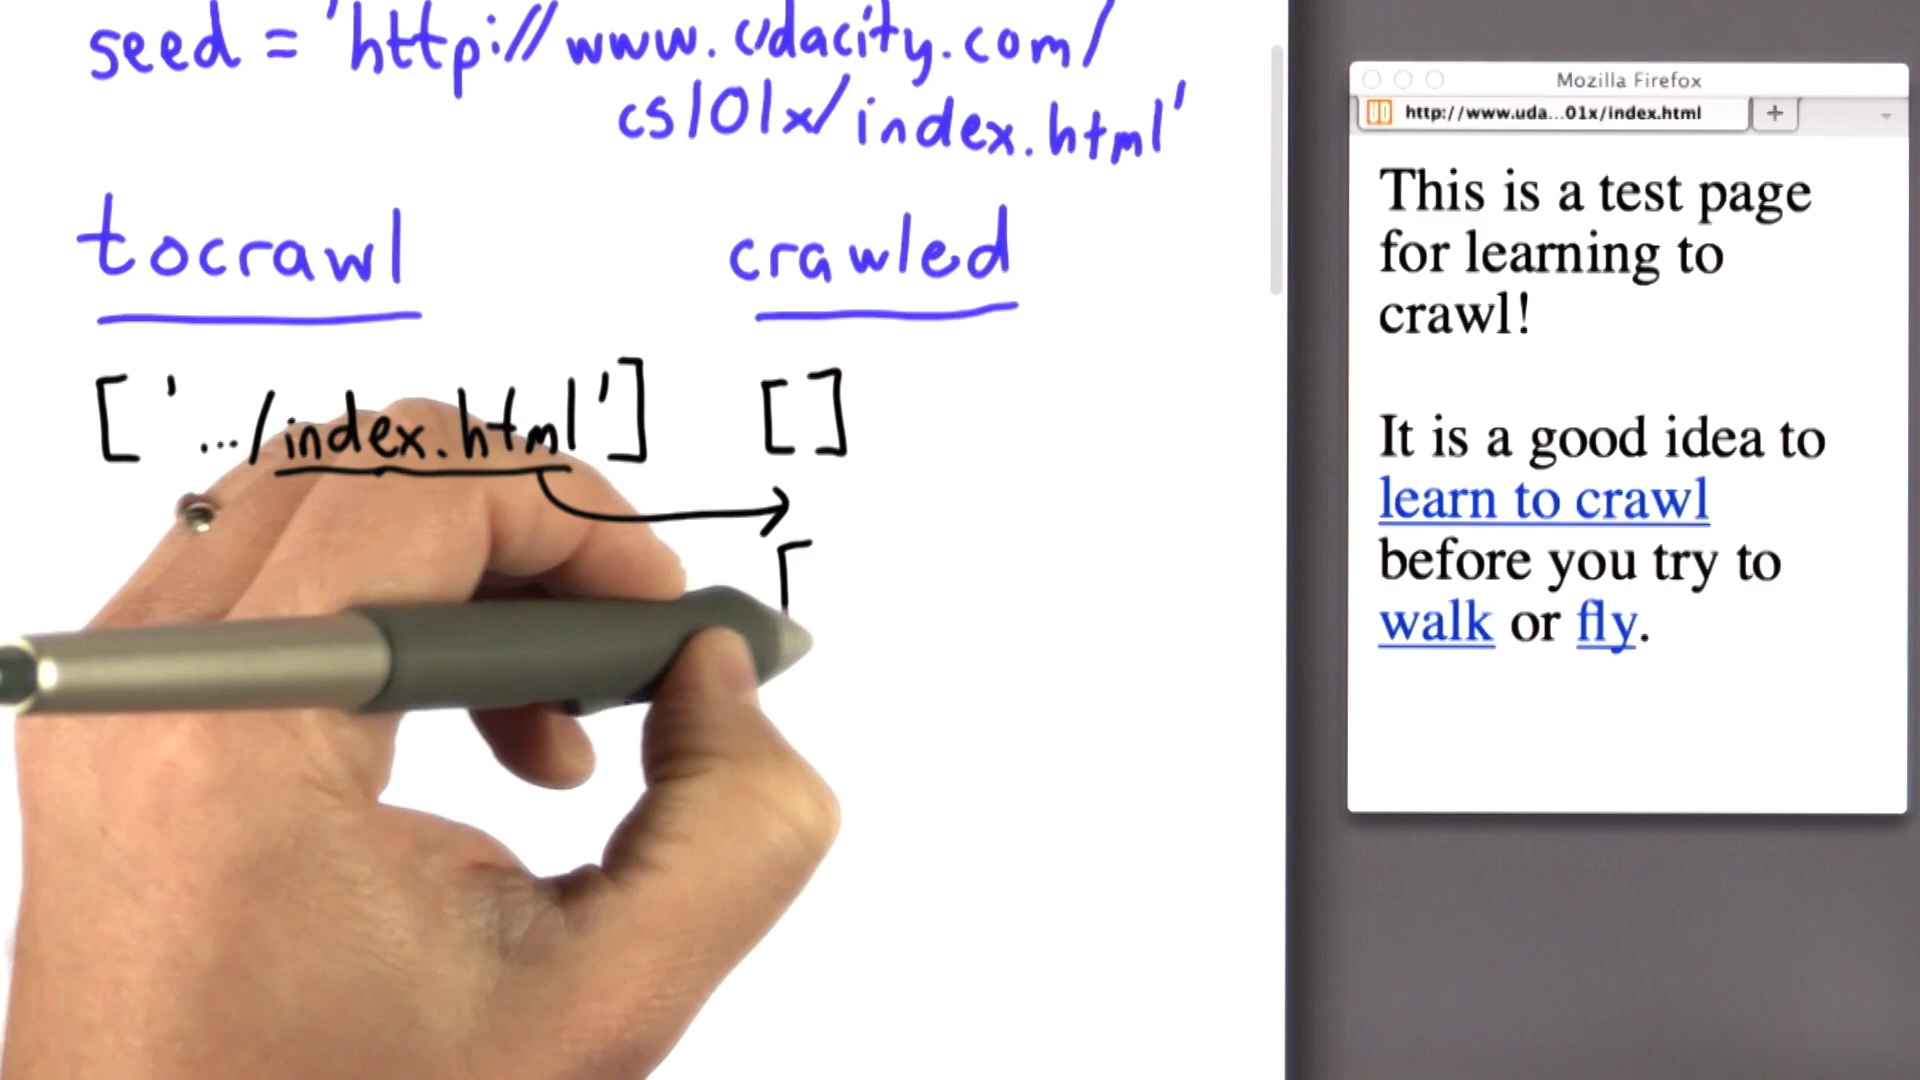 seed = 'http://www.udacity.com/
cs101x/index.html'
tocrawl crawled
['.../index.html'] []
[
Mozilla Firefox
http://www.uda...01x/index.html +
This is a test page
for learning to
crawl!
It is a good idea to
learn to crawl
before you try to
walk or fly.